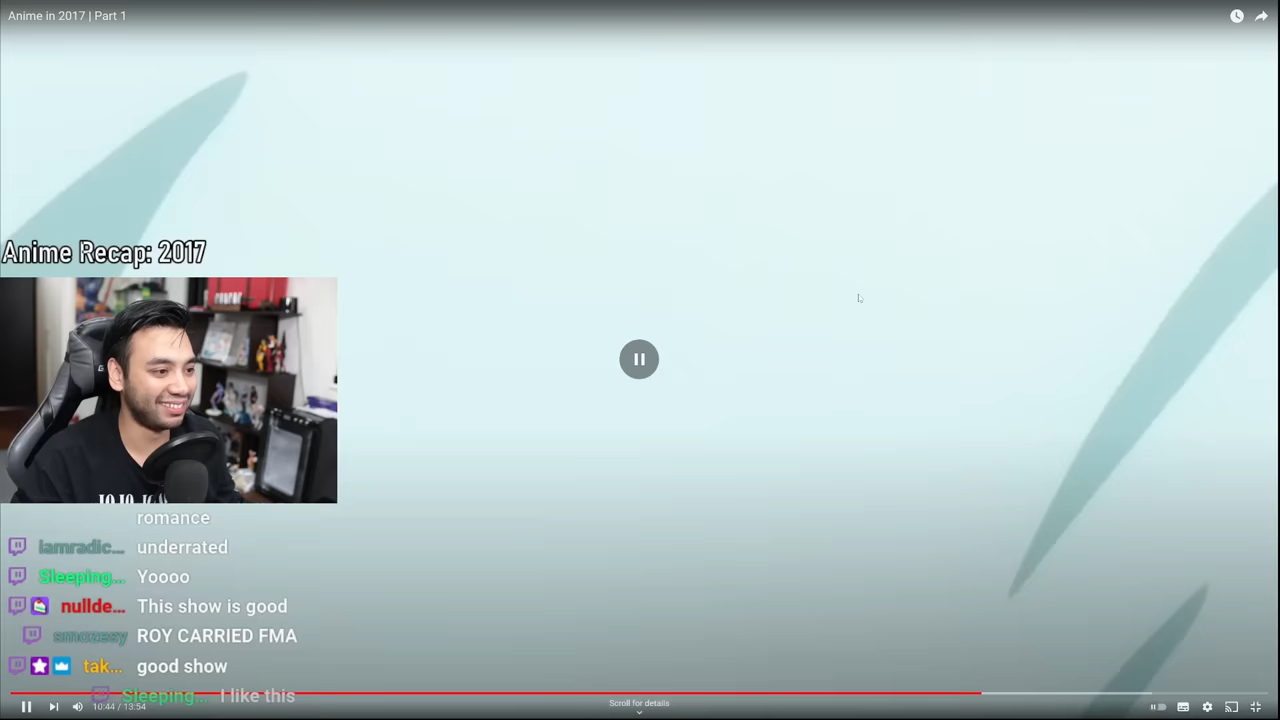 Anime in 2017 | Part 1
Anime Recap: 2017
romance
iamradic... underrated
Sleeping... Yoooo
nullde... This show is good
smozesy ROY CARRIED FMA
tak... good show
Sleeping... I like this
10:44 / 13:54
Scroll for details